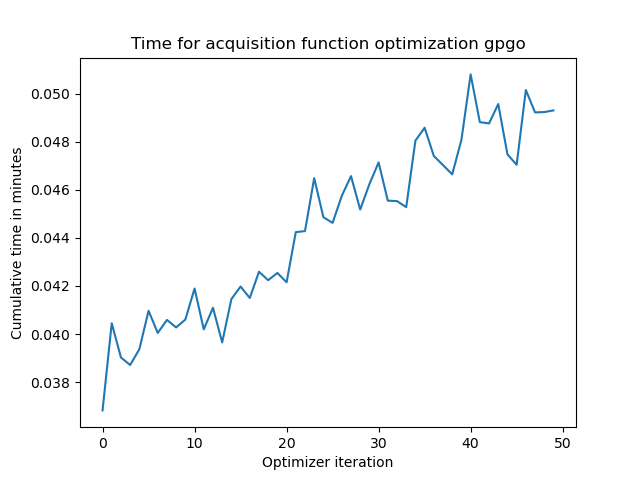 Time for acquisition function optimization gpgo
Cumulative time in minutes
0.050
0.048
0.046
0.044
0.042
0.040
0.038
0 10 20 30 40 50
Optimizer iteration